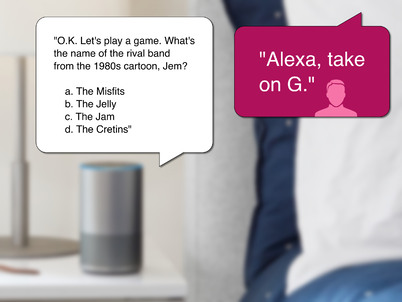 "O.K. Let's play a game. What's
the name of the rival band
from the 1980s cartoon, Jem?
a. The Misfits
b. The Jelly
c. The Jam
d. The Cretins"
"Alexa, take
on G."